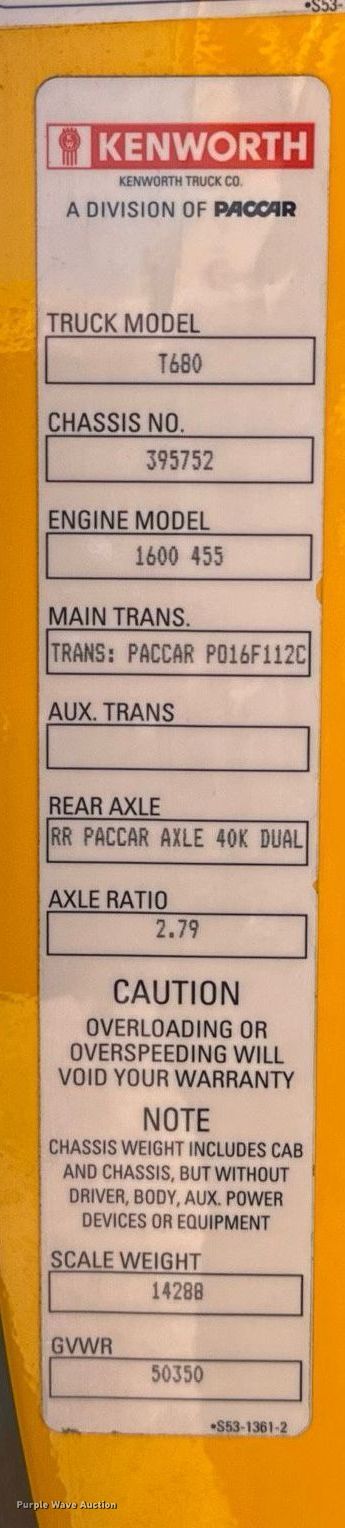 •S53-
KENWORTH
KENWORTH TRUCK CO.
A DIVISION OF PACCAR
TRUCK MODEL
T680
CHASSIS NO.
395752
ENGINE MODEL
1600 455
MAIN TRANS.
TRANS: PACCAR PO16F112C
AUX. TRANS
REAR AXLE
RR PACCAR AXLE 40K DUAL
AXLE RATIO
2.79
CAUTION
OVERLOADING OR
OVERSPEEDING WILL
VOID YOUR WARRANTY
NOTE
CHASSIS WEIGHT INCLUDES CAB
AND CHASSIS, BUT WITHOUT
DRIVER, BODY, AUX. POWER
DEVICES OR EQUIPMENT
SCALE WEIGHT
14288
GVWR
50350
•S53-1361-2
Purple Wave Auction